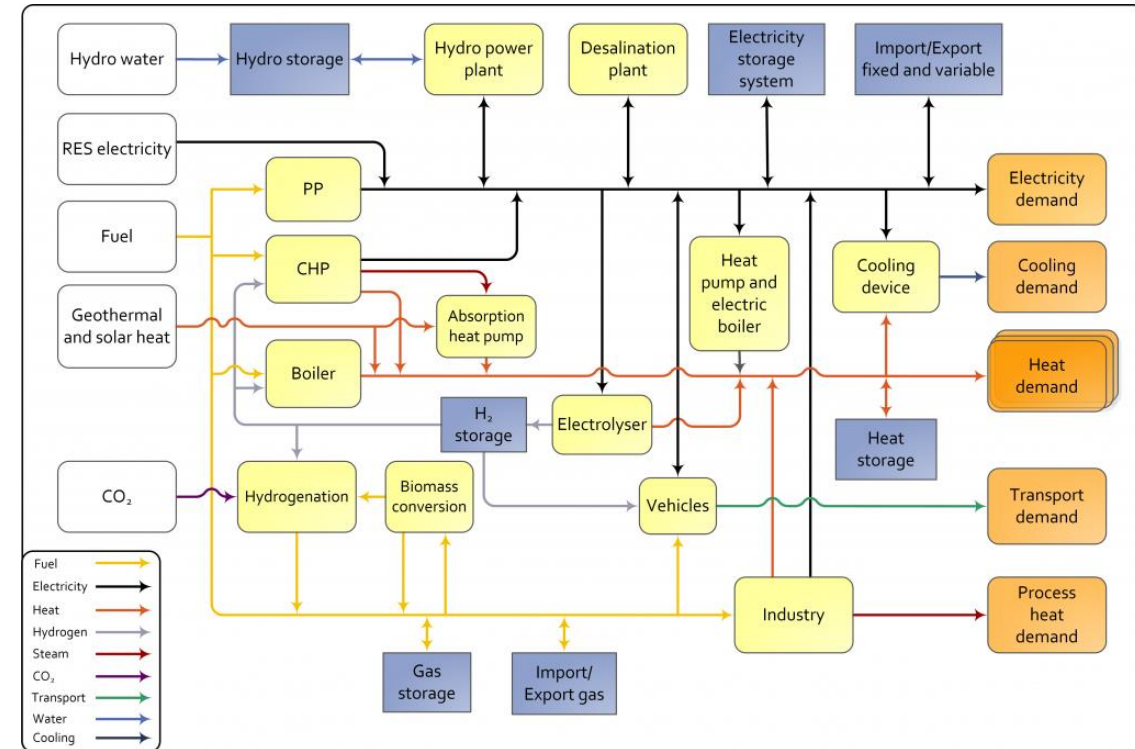 Hydro water
Hydro storage
Hydro power
plant
Desalination
plant
Electricity
storage
system
Import/Export
fixed and variable
RES electricity
PP
Electricity
demand
Fuel
CHP
Heat
pump and
electric
boiler
Cooling
device
Cooling
demand
Geothermal
and solar heat
Absorption
heat pump
Boiler
Heat
demand
H₂
storage
Electrolyser
Heat
storage
CO₂
Hydrogenation
Biomass
conversion
Vehicles
Transport
demand
Industry
Process
heat
demand
Gas
storage
Import/
Export gas
Fuel
Electricity
Heat
Hydrogen
Steam
CO₂
Transport
Water
Cooling